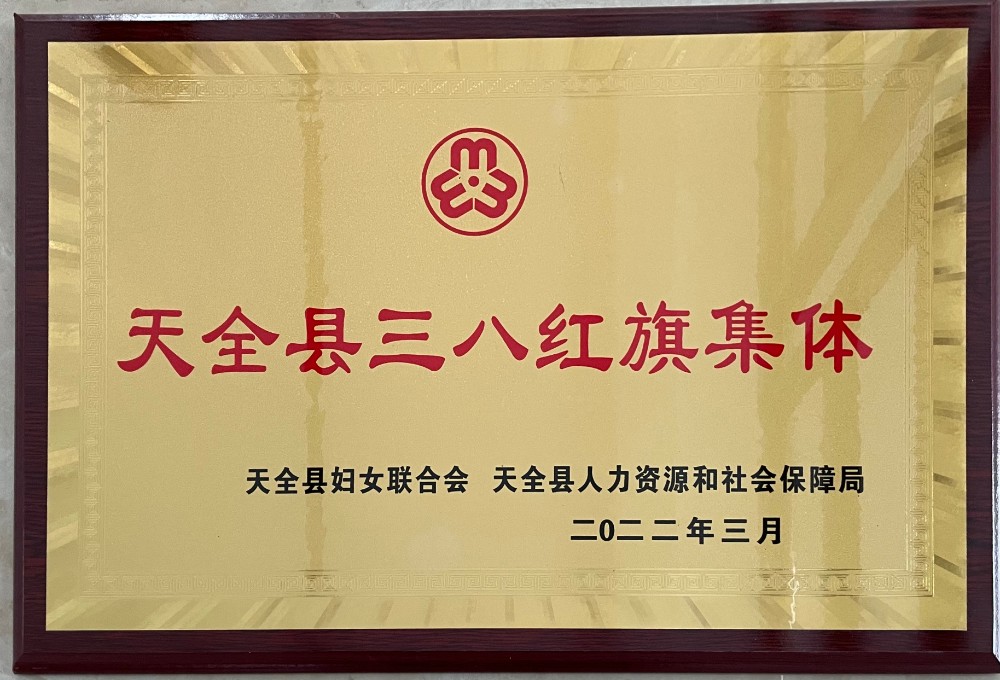 天全县三八红旗集体
天全县妇女联合会 天全县人力资源和社会保障局
二0二二年三月